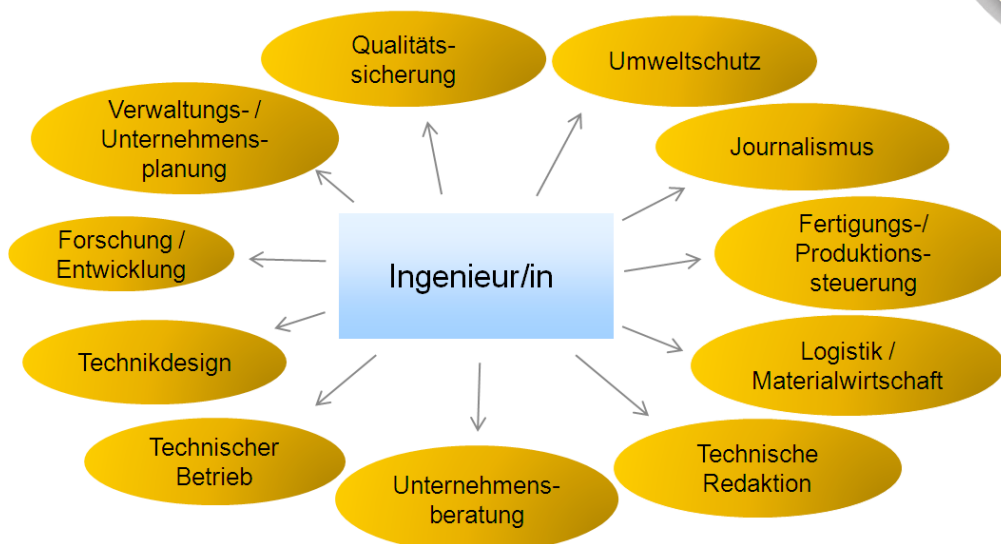 Qualitäts-
sicherung
Umweltschutz
Verwaltungs- /
Unternehmens-
planung
Journalismus
Forschung /
Entwicklung
Ingenieur/in
Fertigungs-/
Produktions-
steuerung
Technikdesign
Logistik /
Materialwirtschaft
Technischer
Betrieb
Unternehmens-
beratung
Technische
Redaktion